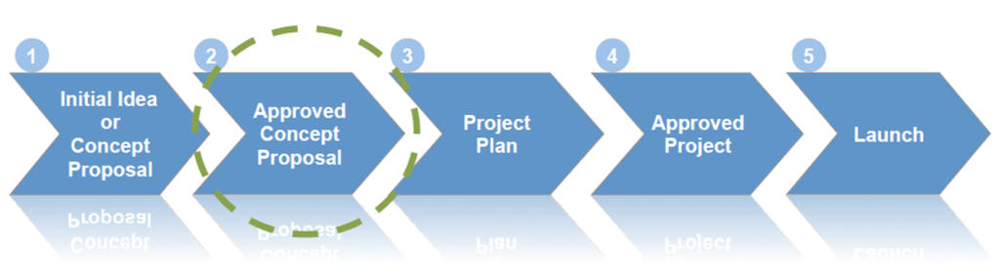 1
Initial Idea
or
Concept
Proposal
2
Approved
Concept
Proposal
3
Project
Plan
4
Approved
Project
5
Launch